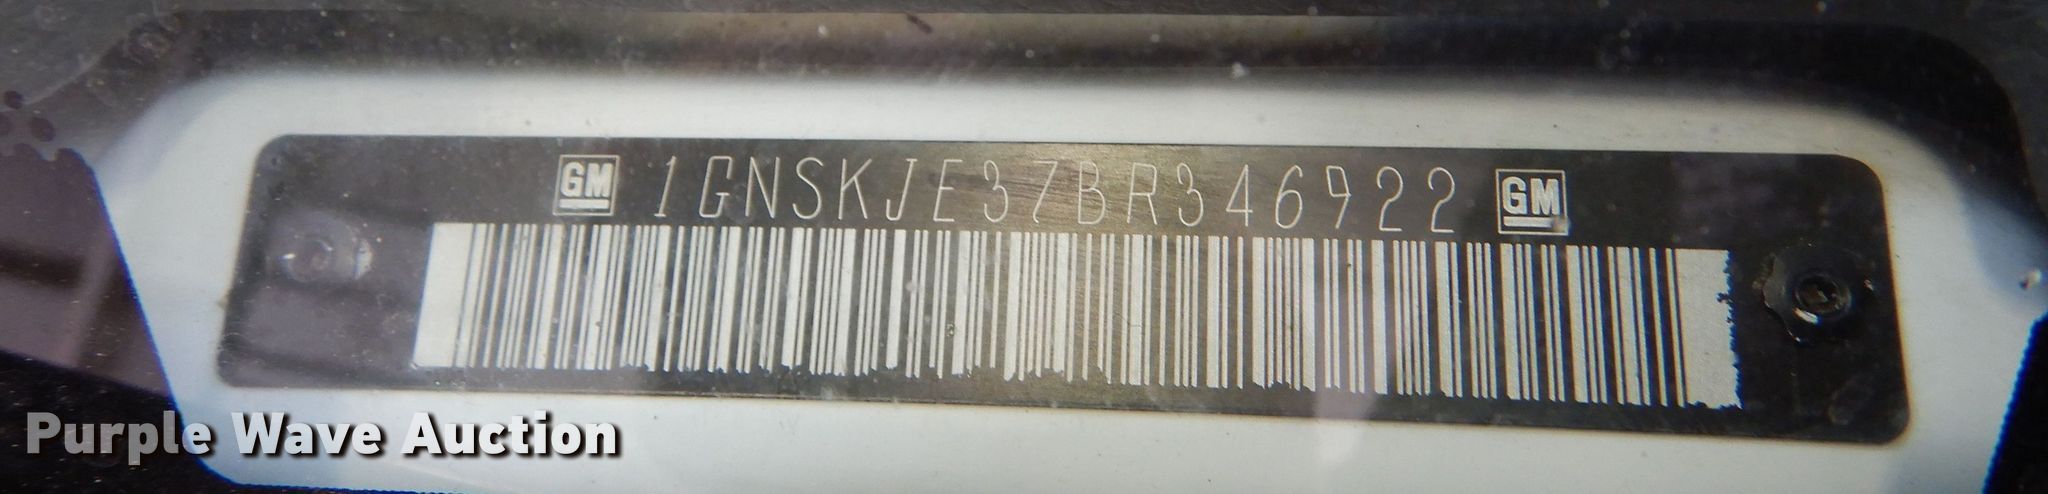 GM 1GNSKJE37BR346922 GM
Purple Wave Auction